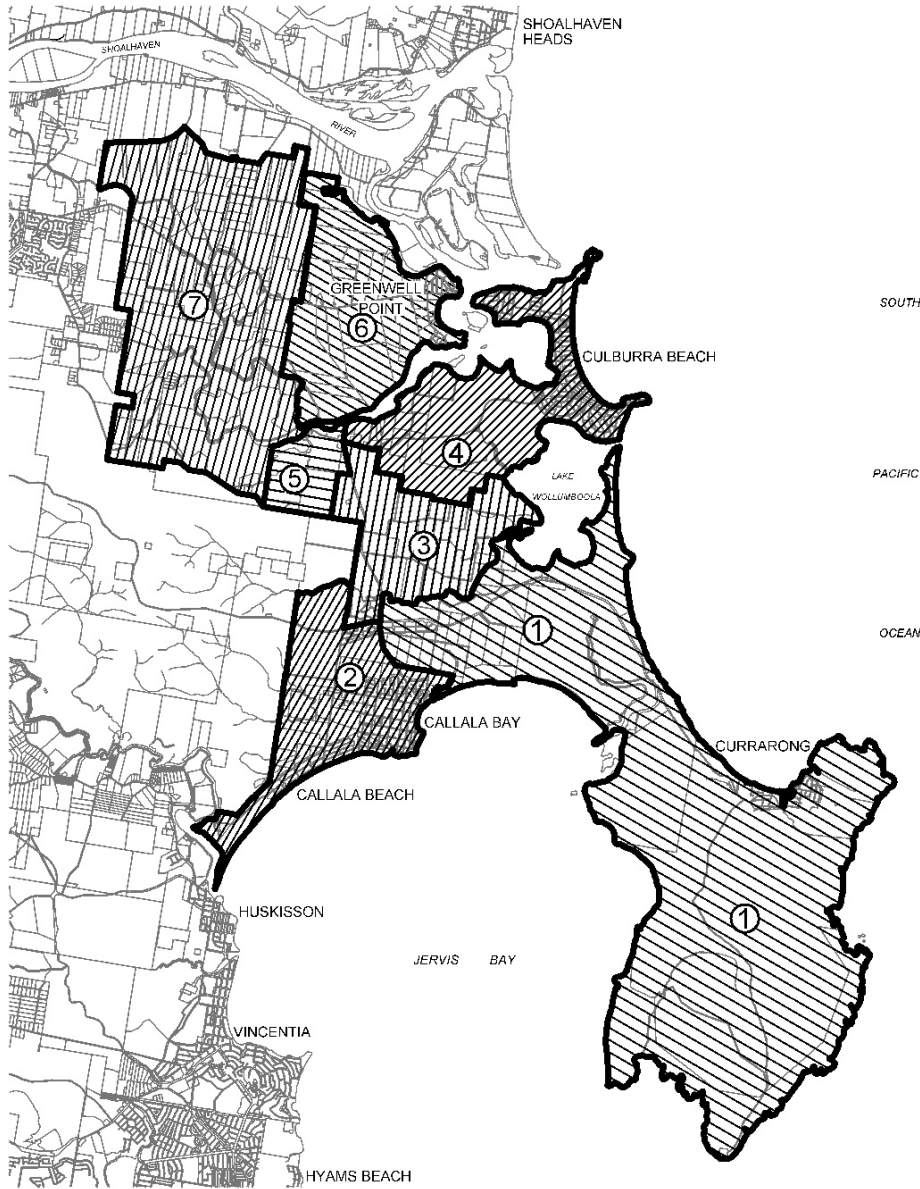 SHOALHAVEN
HEADS
SHOALHAVEN
RIVER
GREENWELL
POINT
7
6
SOUTH
CULBURRA BEACH
4
5
LAKE
WOLLUMBOOLA
PACIFIC
3
1
OCEAN
2
CALLALA BAY
CURRARONG
CALLALA BEACH
HUSKISSON
1
JERVIS BAY
VINCENTIA
HYAMS BEACH